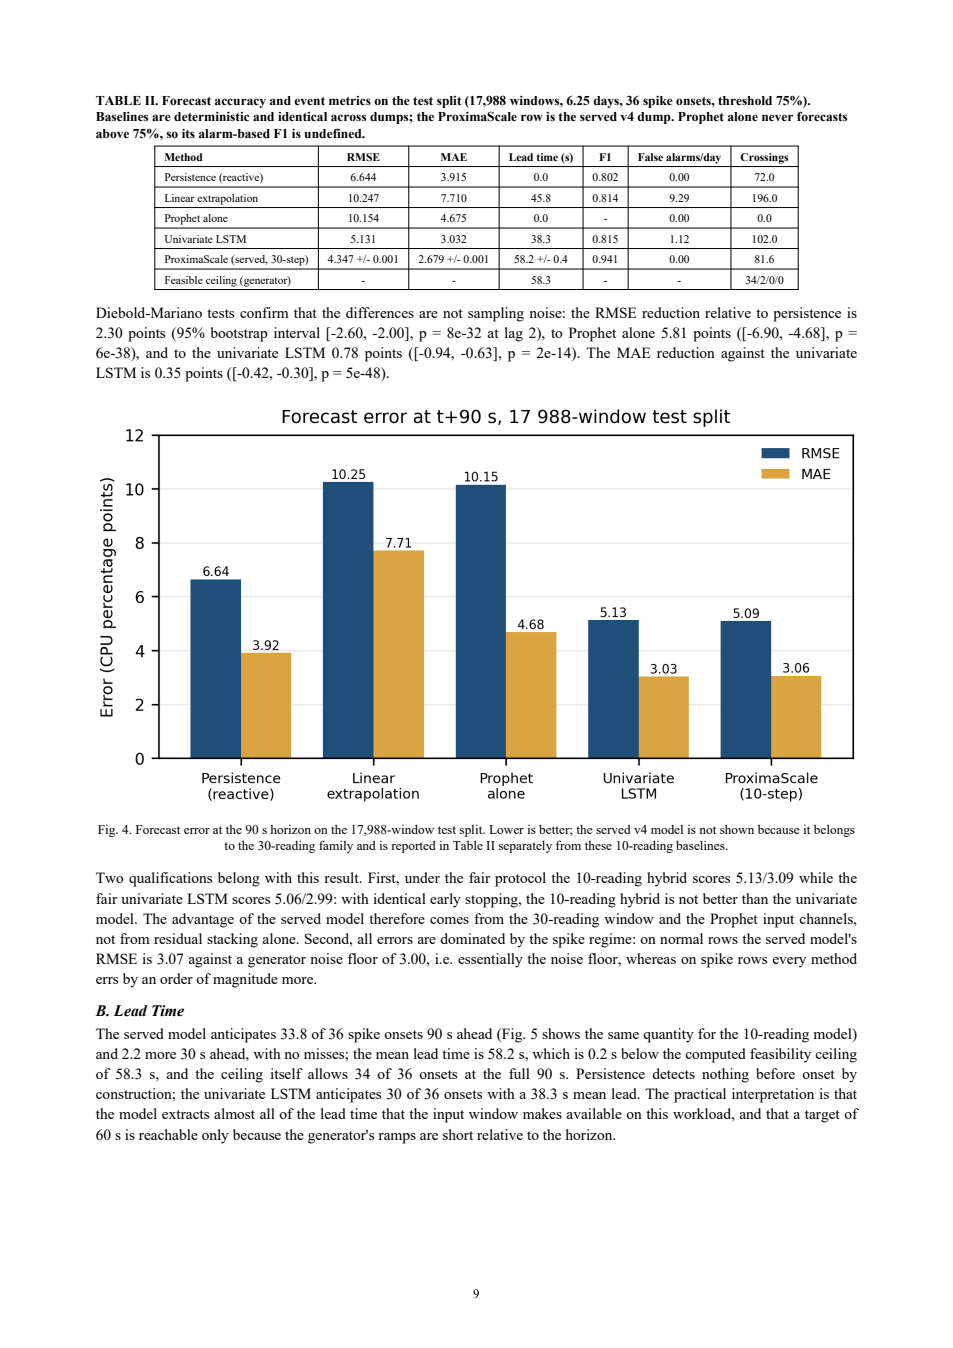 TABLE II. Forecast accuracy and event metrics on the test split (17,988 windows, 6.25 days, 36 spike onsets, threshold 75%).
Baselines are deterministic and identical across dumps; the ProximaScale row is the served v4 dump. Prophet alone never forecasts
above 75%, so its alarm-based F1 is undefined.
Method RMSE MAE Lead time (s) F1 False alarms/day Crossings
Persistence (reactive) 6.644 3.915 0.0 0.802 0.00 72.0
Linear extrapolation 10.247 7.710 45.8 0.814 9.29 196.0
Prophet alone 10.154 4.675 0.0 - 0.00 0.0
Univariate LSTM 5.131 3.032 38.3 0.815 1.12 102.0
ProximaScale (served, 30-step) 4.347 +/- 0.001 2.679 +/- 0.001 58.2 +/- 0.4 0.941 0.00 81.6
Feasible ceiling (generator) - - 58.3 - - 34/2/0/0
Diebold-Mariano tests confirm that the differences are not sampling noise: the RMSE reduction relative to persistence is
2.30 points (95% bootstrap interval [-2.60, -2.00], p = 8e-32 at lag 2), to Prophet alone 5.81 points ([-6.90, -4.68], p =
6e-38), and to the univariate LSTM 0.78 points ([-0.94, -0.63], p = 2e-14). The MAE reduction against the univariate
LSTM is 0.35 points ([-0.42, -0.30], p = 5e-48).
Forecast error at t+90 s, 17 988-window test split
Error (CPU percentage points)
12
10
8
6
4
2
0
RMSE
MAE
6.64
3.92
10.25
7.71
10.15
4.68
5.13
3.03
5.09
3.06
Persistence
(reactive)
Linear
extrapolation
Prophet
alone
Univariate
LSTM
ProximaScale
(10-step)
Fig. 4. Forecast error at the 90 s horizon on the 17,988-window test split. Lower is better; the served v4 model is not shown because it belongs
to the 30-reading family and is reported in Table II separately from these 10-reading baselines.
Two qualifications belong with this result. First, under the fair protocol the 10-reading hybrid scores 5.13/3.09 while the
fair univariate LSTM scores 5.06/2.99: with identical early stopping, the 10-reading hybrid is not better than the univariate
model. The advantage of the served model therefore comes from the 30-reading window and the Prophet input channels,
not from residual stacking alone. Second, all errors are dominated by the spike regime: on normal rows the served model's
RMSE is 3.07 against a generator noise floor of 3.00, i.e. essentially the noise floor, whereas on spike rows every method
errs by an order of magnitude more.
B. Lead Time
The served model anticipates 33.8 of 36 spike onsets 90 s ahead (Fig. 5 shows the same quantity for the 10-reading model)
and 2.2 more 30 s ahead, with no misses; the mean lead time is 58.2 s, which is 0.2 s below the computed feasibility ceiling
of 58.3 s, and the ceiling itself allows 34 of 36 onsets at the full 90 s. Persistence detects nothing before onset by
construction; the univariate LSTM anticipates 30 of 36 onsets with a 38.3 s mean lead. The practical interpretation is that
the model extracts almost all of the lead time that the input window makes available on this workload, and that a target of
60 s is reachable only because the generator's ramps are short relative to the horizon.
9